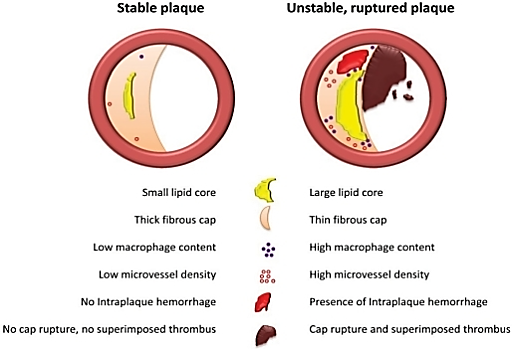 Stable plaque
Unstable, ruptured plaque
Small lipid core
Large lipid core
Thick fibrous cap
Thin fibrous cap
Low macrophage content
High macrophage content
Low microvessel density
High microvessel density
No Intraplaque hemorrhage
Presence of Intraplaque hemorrhage
No cap rupture, no superimposed thrombus
Cap rupture and superimposed thrombus